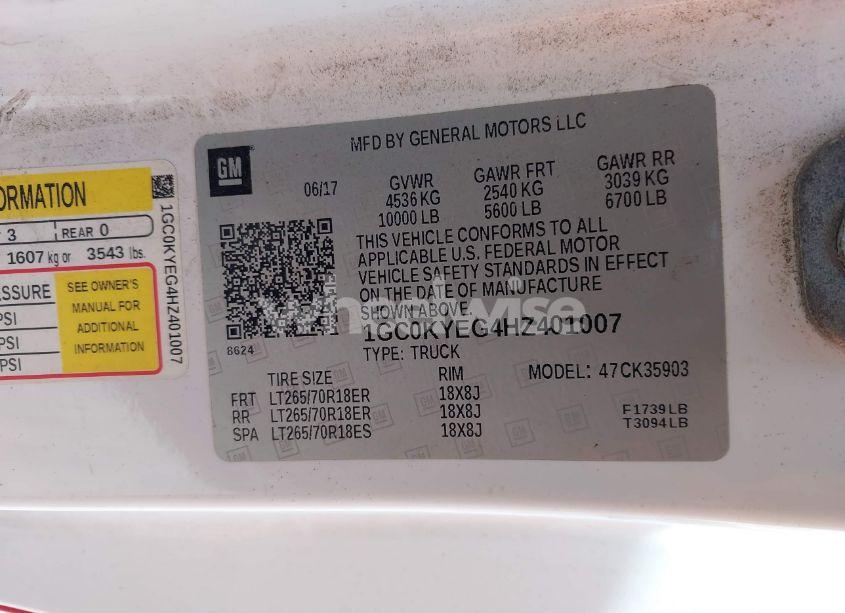 ORMATION
3 REAR 0
1607 kg or 3543 lbs.
ESSURE
PSI
PSI
PSI
SEE OWNER'S
MANUAL FOR
ADDITIONAL
INFORMATION
1GC0KYEG4HZ401007
GM
MFD BY GENERAL MOTORS LLC
06/17
GVWR
4536 KG
10000 LB
GAWR FRT
2540 KG
5600 LB
GAWR RR
3039 KG
6700 LB
THIS VEHICLE CONFORMS TO ALL
APPLICABLE U.S. FEDERAL MOTOR
VEHICLE SAFETY STANDARDS IN EFFECT
ON THE DATE OF MANUFACTURE
SHOWN ABOVE.
1GC0KYEG4HZ401007
8624
TYPE: TRUCK
TIRE SIZE RIM MODEL: 47CK35903
FRT LT265/70R18ER 18X8J
RR LT265/70R18ER 18X8J F1739LB
SPA LT265/70R18ES 18X8J T3094LB